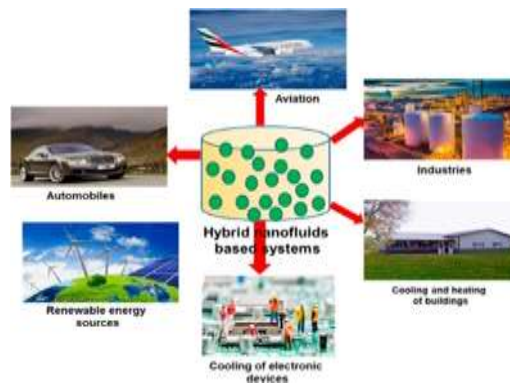 Aviation
Automobiles
Industries
Hybrid nanofluids
based systems
Renewable energy
sources
Cooling and heating
of buildings
Cooling of electronic
devices